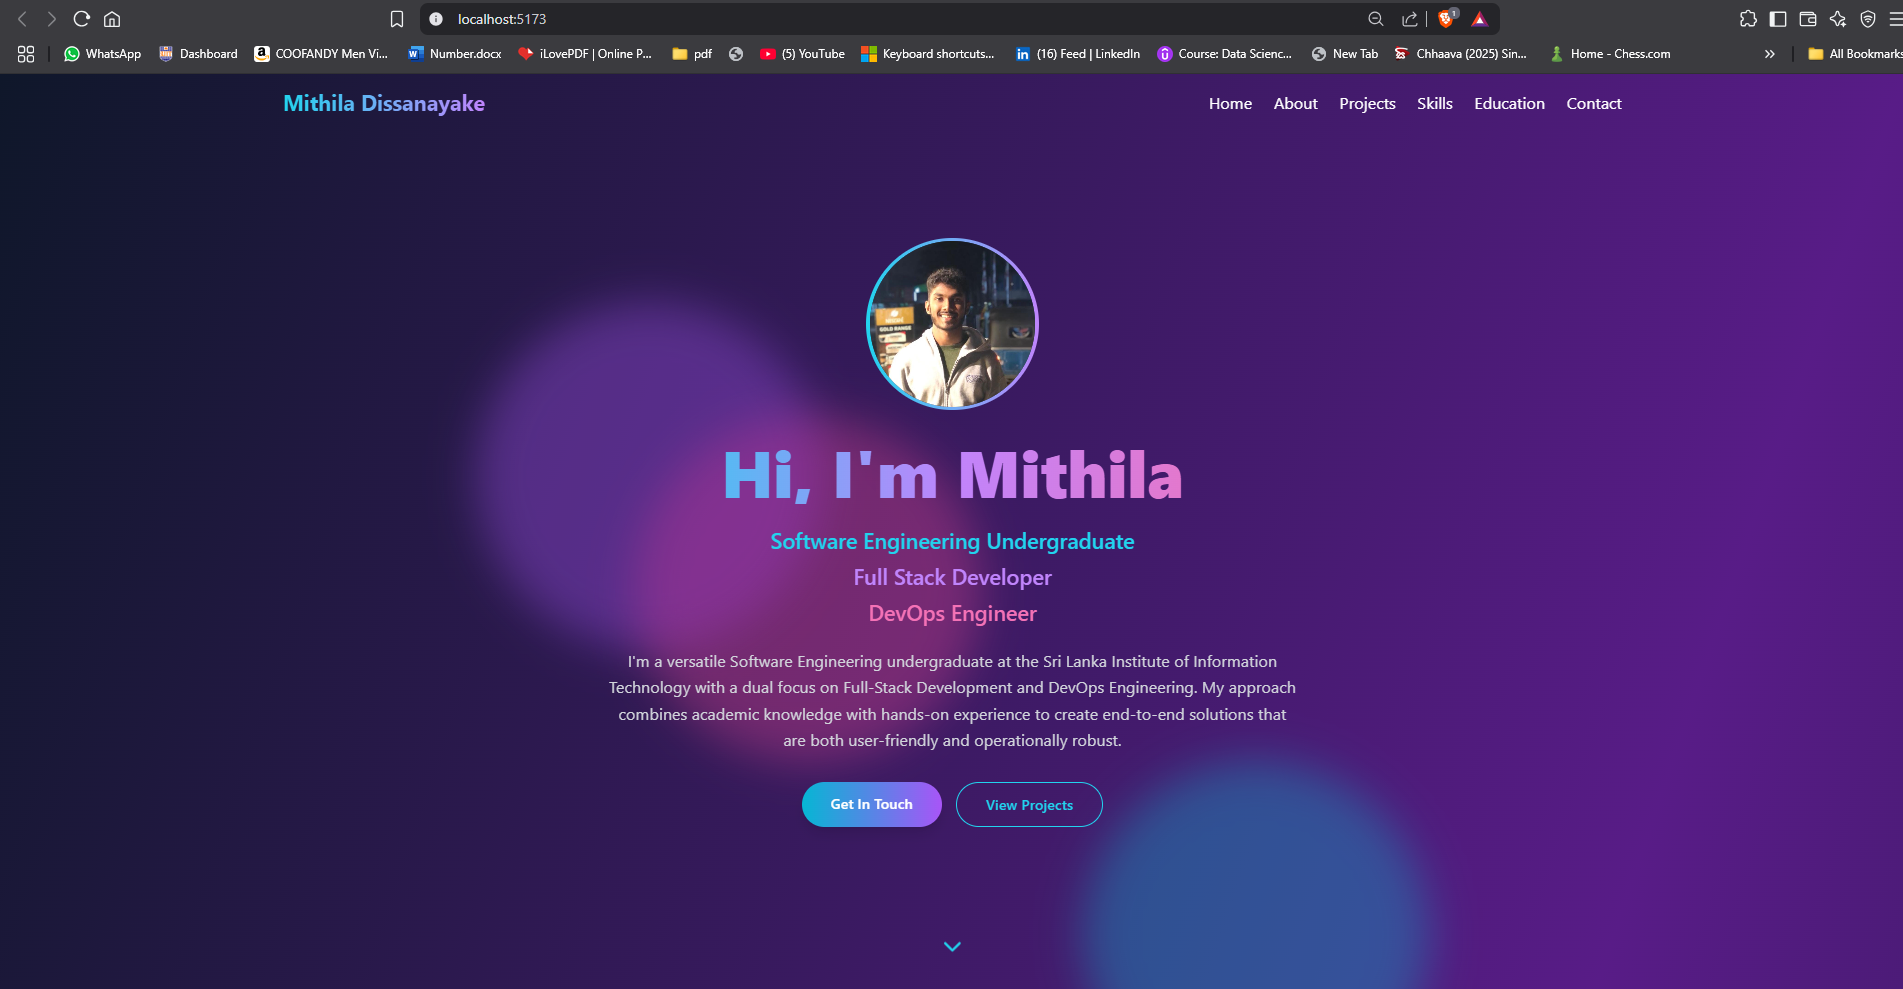 localhost:5173
1
WhatsApp
Dashboard
COOFANDY Men Vi...
Number.docx
iLovePDF | Online P...
pdf
(5) YouTube
Keyboard shortcuts...
(16) Feed | LinkedIn
Course: Data Scienc...
New Tab
Chhaava (2025) Sin...
Home - Chess.com
All Bookmarks
Mithila Dissanayake
Home
About
Projects
Skills
Education
Contact
GOLD RANGE
Hi, I'm Mithila
Software Engineering Undergraduate
Full Stack Developer
DevOps Engineer
I'm a versatile Software Engineering undergraduate at the Sri Lanka Institute of Information
Technology with a dual focus on Full-Stack Development and DevOps Engineering. My approach
combines academic knowledge with hands-on experience to create end-to-end solutions that
are both user-friendly and operationally robust.
Get In Touch
View Projects